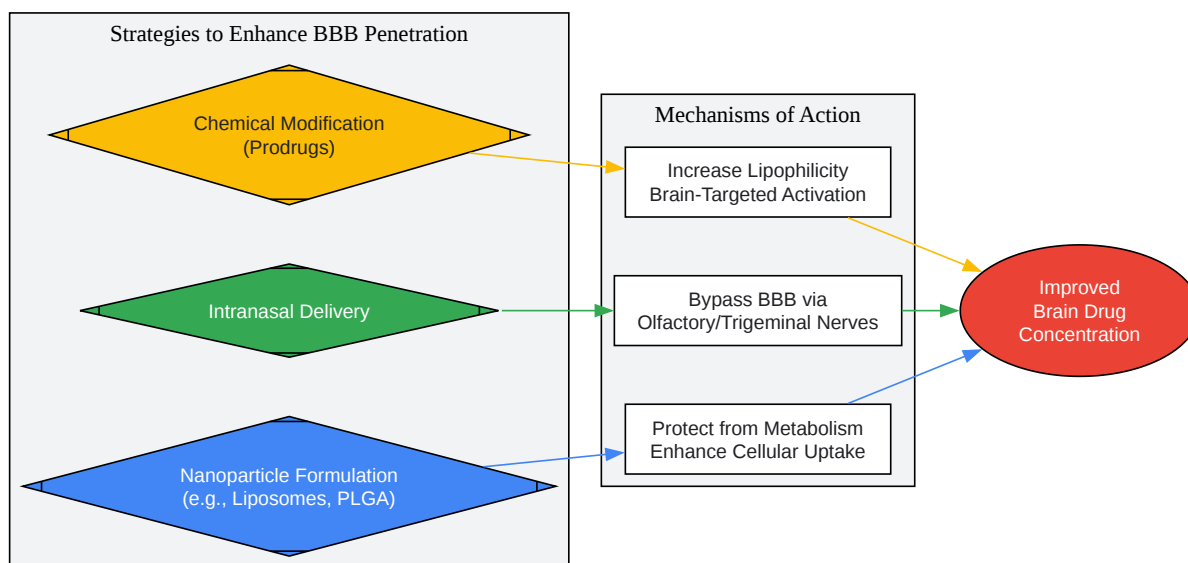 Strategies to Enhance BBB Penetration
Chemical Modification
(Prodrugs)
Intranasal Delivery
Nanoparticle Formulation
(e.g., Liposomes, PLGA)
Mechanisms of Action
Increase Lipophilicity
Brain-Targeted Activation
Bypass BBB via
Olfactory/Trigeminal Nerves
Protect from Metabolism
Enhance Cellular Uptake
Improved
Brain Drug
Concentration